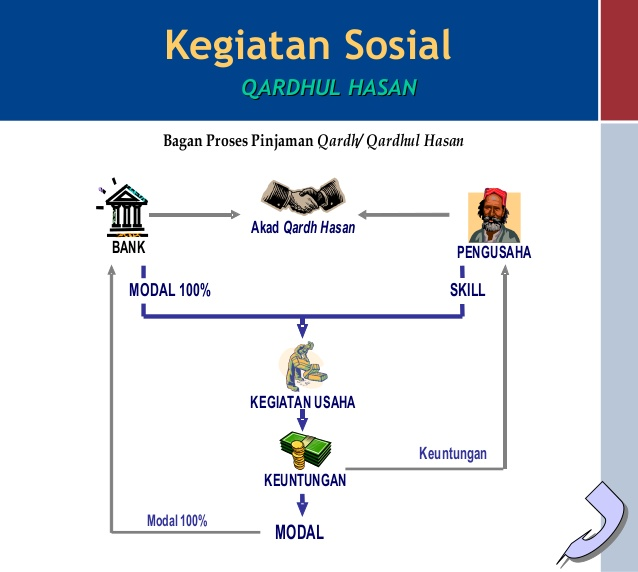 Kegiatan Sosial
QARDHUL HASAN
Bagan Proses Pinjaman Qardh/ Qardhul Hasan
Akad Qardh Hasan
BANK
PENGUSAHA
MODAL 100%
SKILL
KEGIATAN USAHA
Keuntungan
KEUNTUNGAN
Modal 100%
MODAL